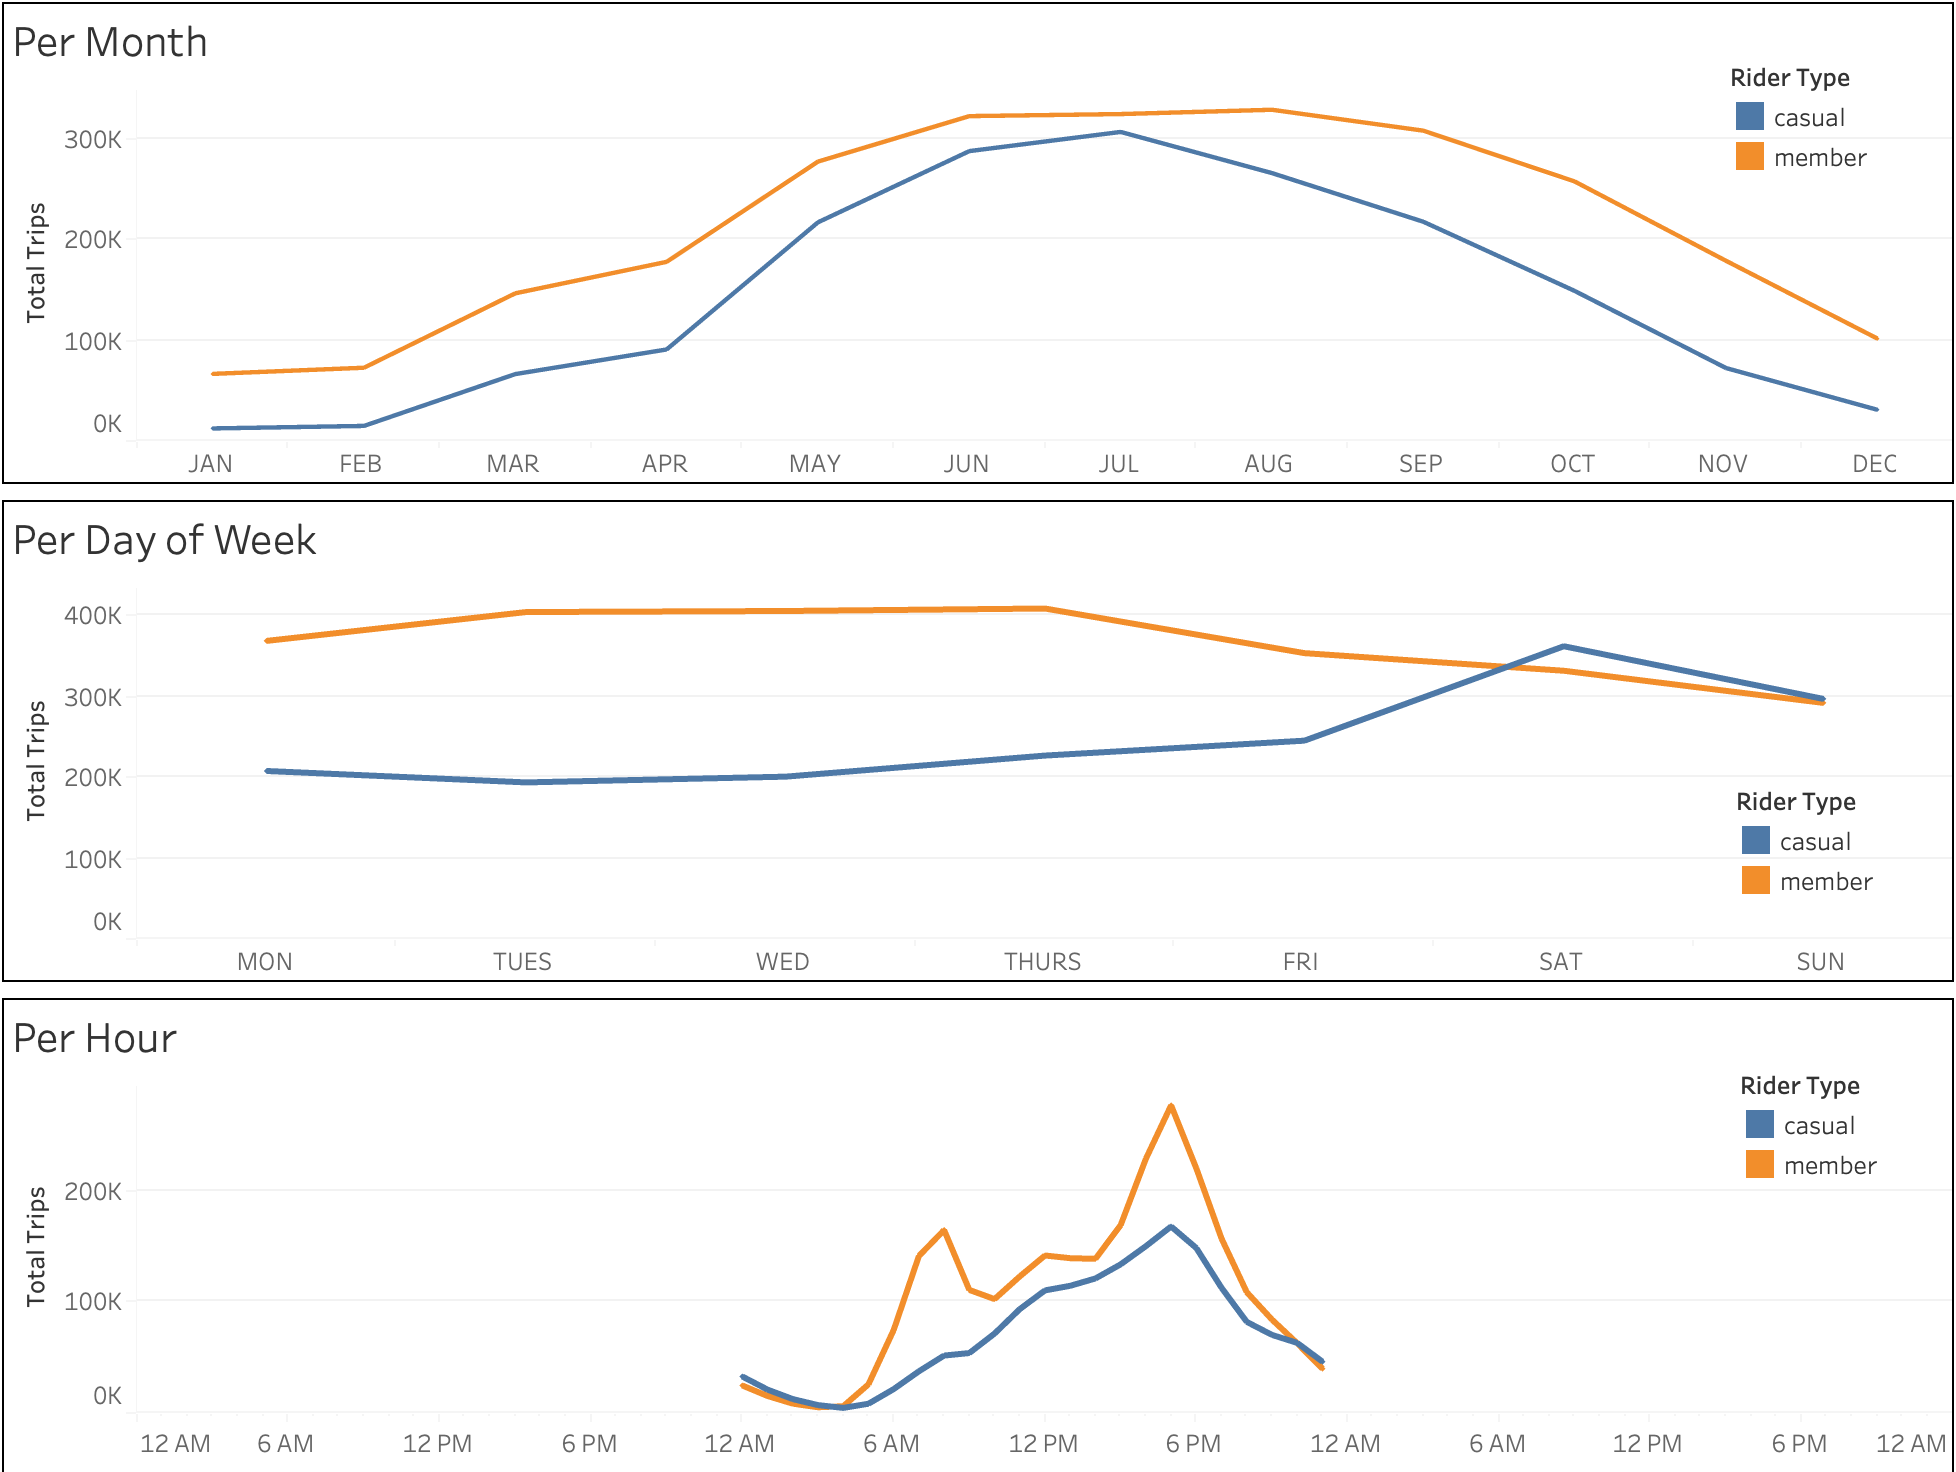 Per Month
Rider Type
casual
member
Total Trips
300K
200K
100K
0K
JAN FEB MAR APR MAY JUN JUL AUG SEP OCT NOV DEC
Per Day of Week
400K
300K
200K
100K
0K
Total Trips
Rider Type
casual
member
MON TUES WED THURS FRI SAT SUN
Per Hour
Rider Type
casual
member
Total Trips
200K
100K
0K
12 AM 6 AM 12 PM 6 PM 12 AM 6 AM 12 PM 6 PM 12 AM 6 AM 12 PM 6 PM 12 AM